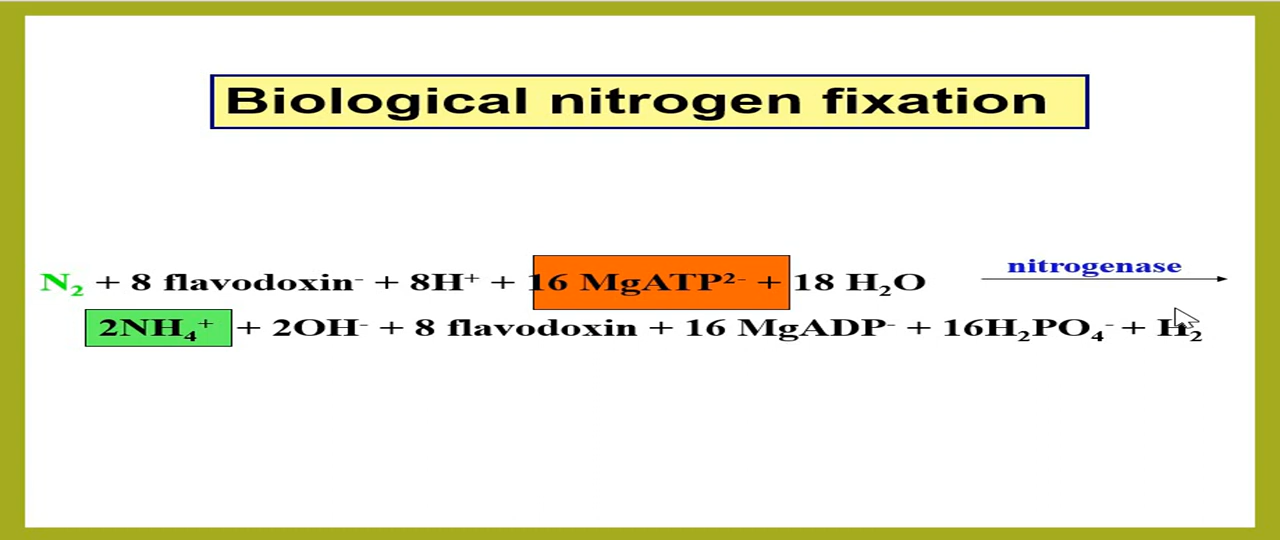 Biological nitrogen fixation
nitrogenase
N₂ + 8 flavodoxin⁻ + 8H⁺ + 16 MgATP²⁻ + 18 H₂O
2NH₄⁺ + 2OH⁻ + 8 flavodoxin + 16 MgADP⁻ + 16H₂PO₄⁻ + H₂